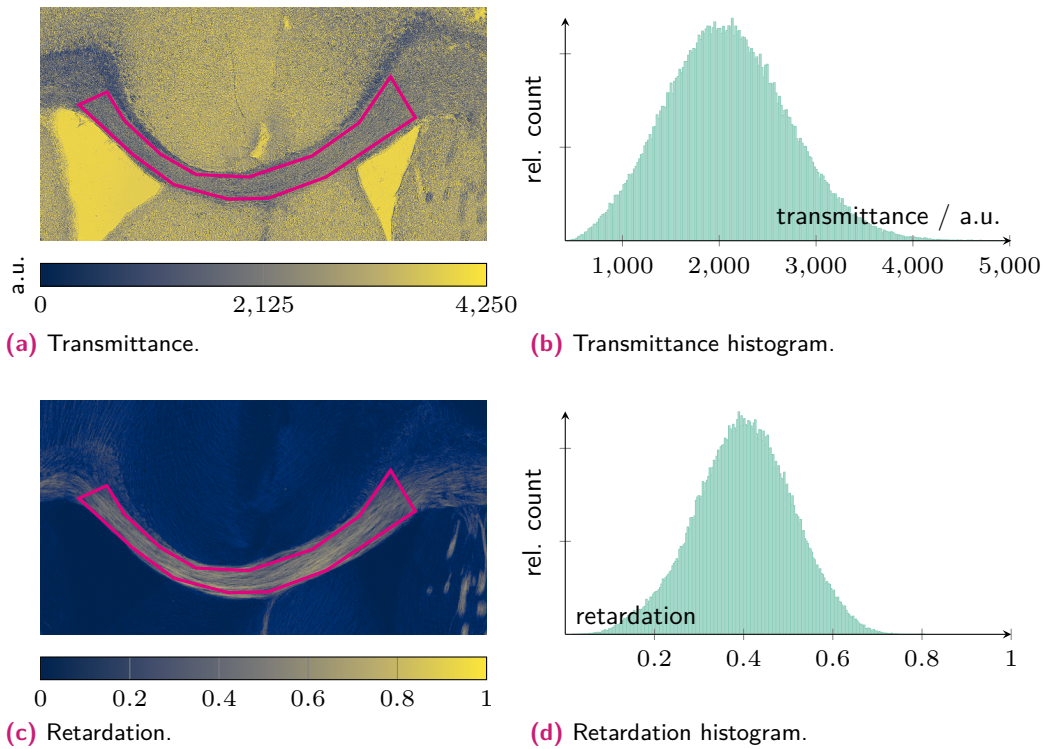 a.u.
0 2,125 4,250
(a) Transmittance.
rel. count
transmittance / a.u.
1,000 2,000 3,000 4,000 5,000
(b) Transmittance histogram.
0 0.2 0.4 0.6 0.8 1
(c) Retardation.
rel. count
retardation
0.2 0.4 0.6 0.8 1
(d) Retardation histogram.